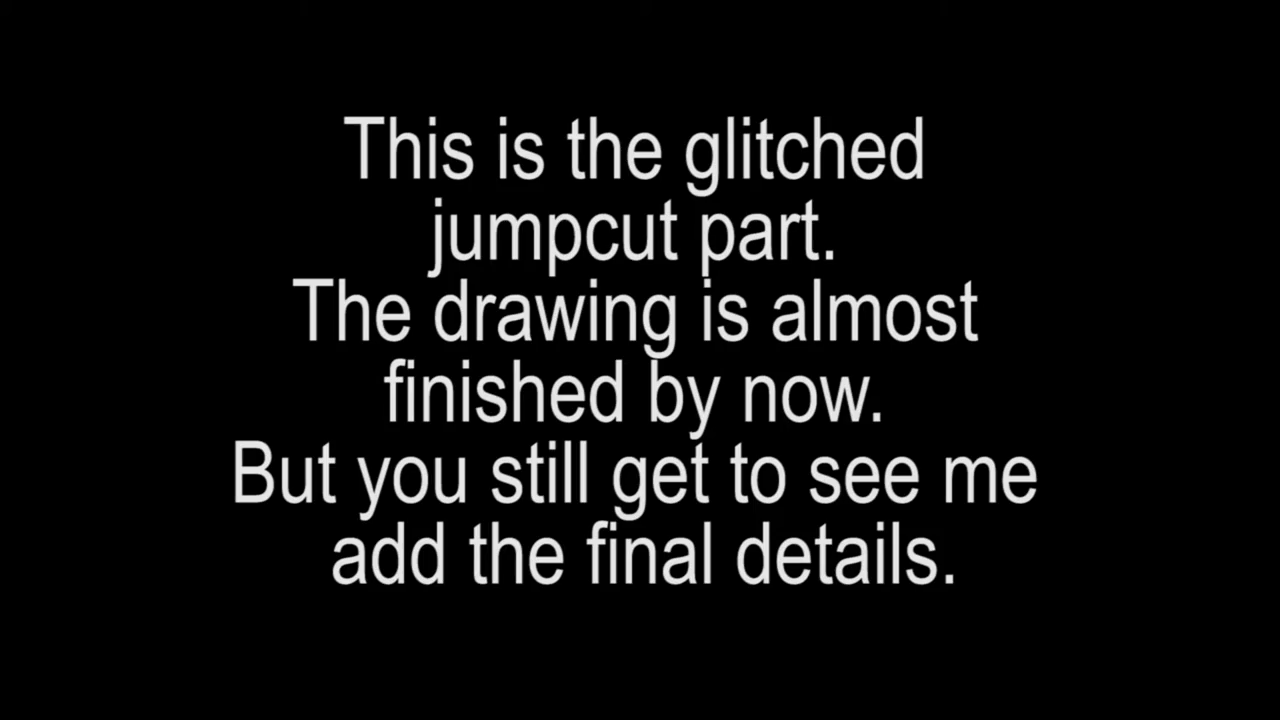 This is the glitched
jumpcut part.
The drawing is almost
finished by now.
But you still get to see me
add the final details.